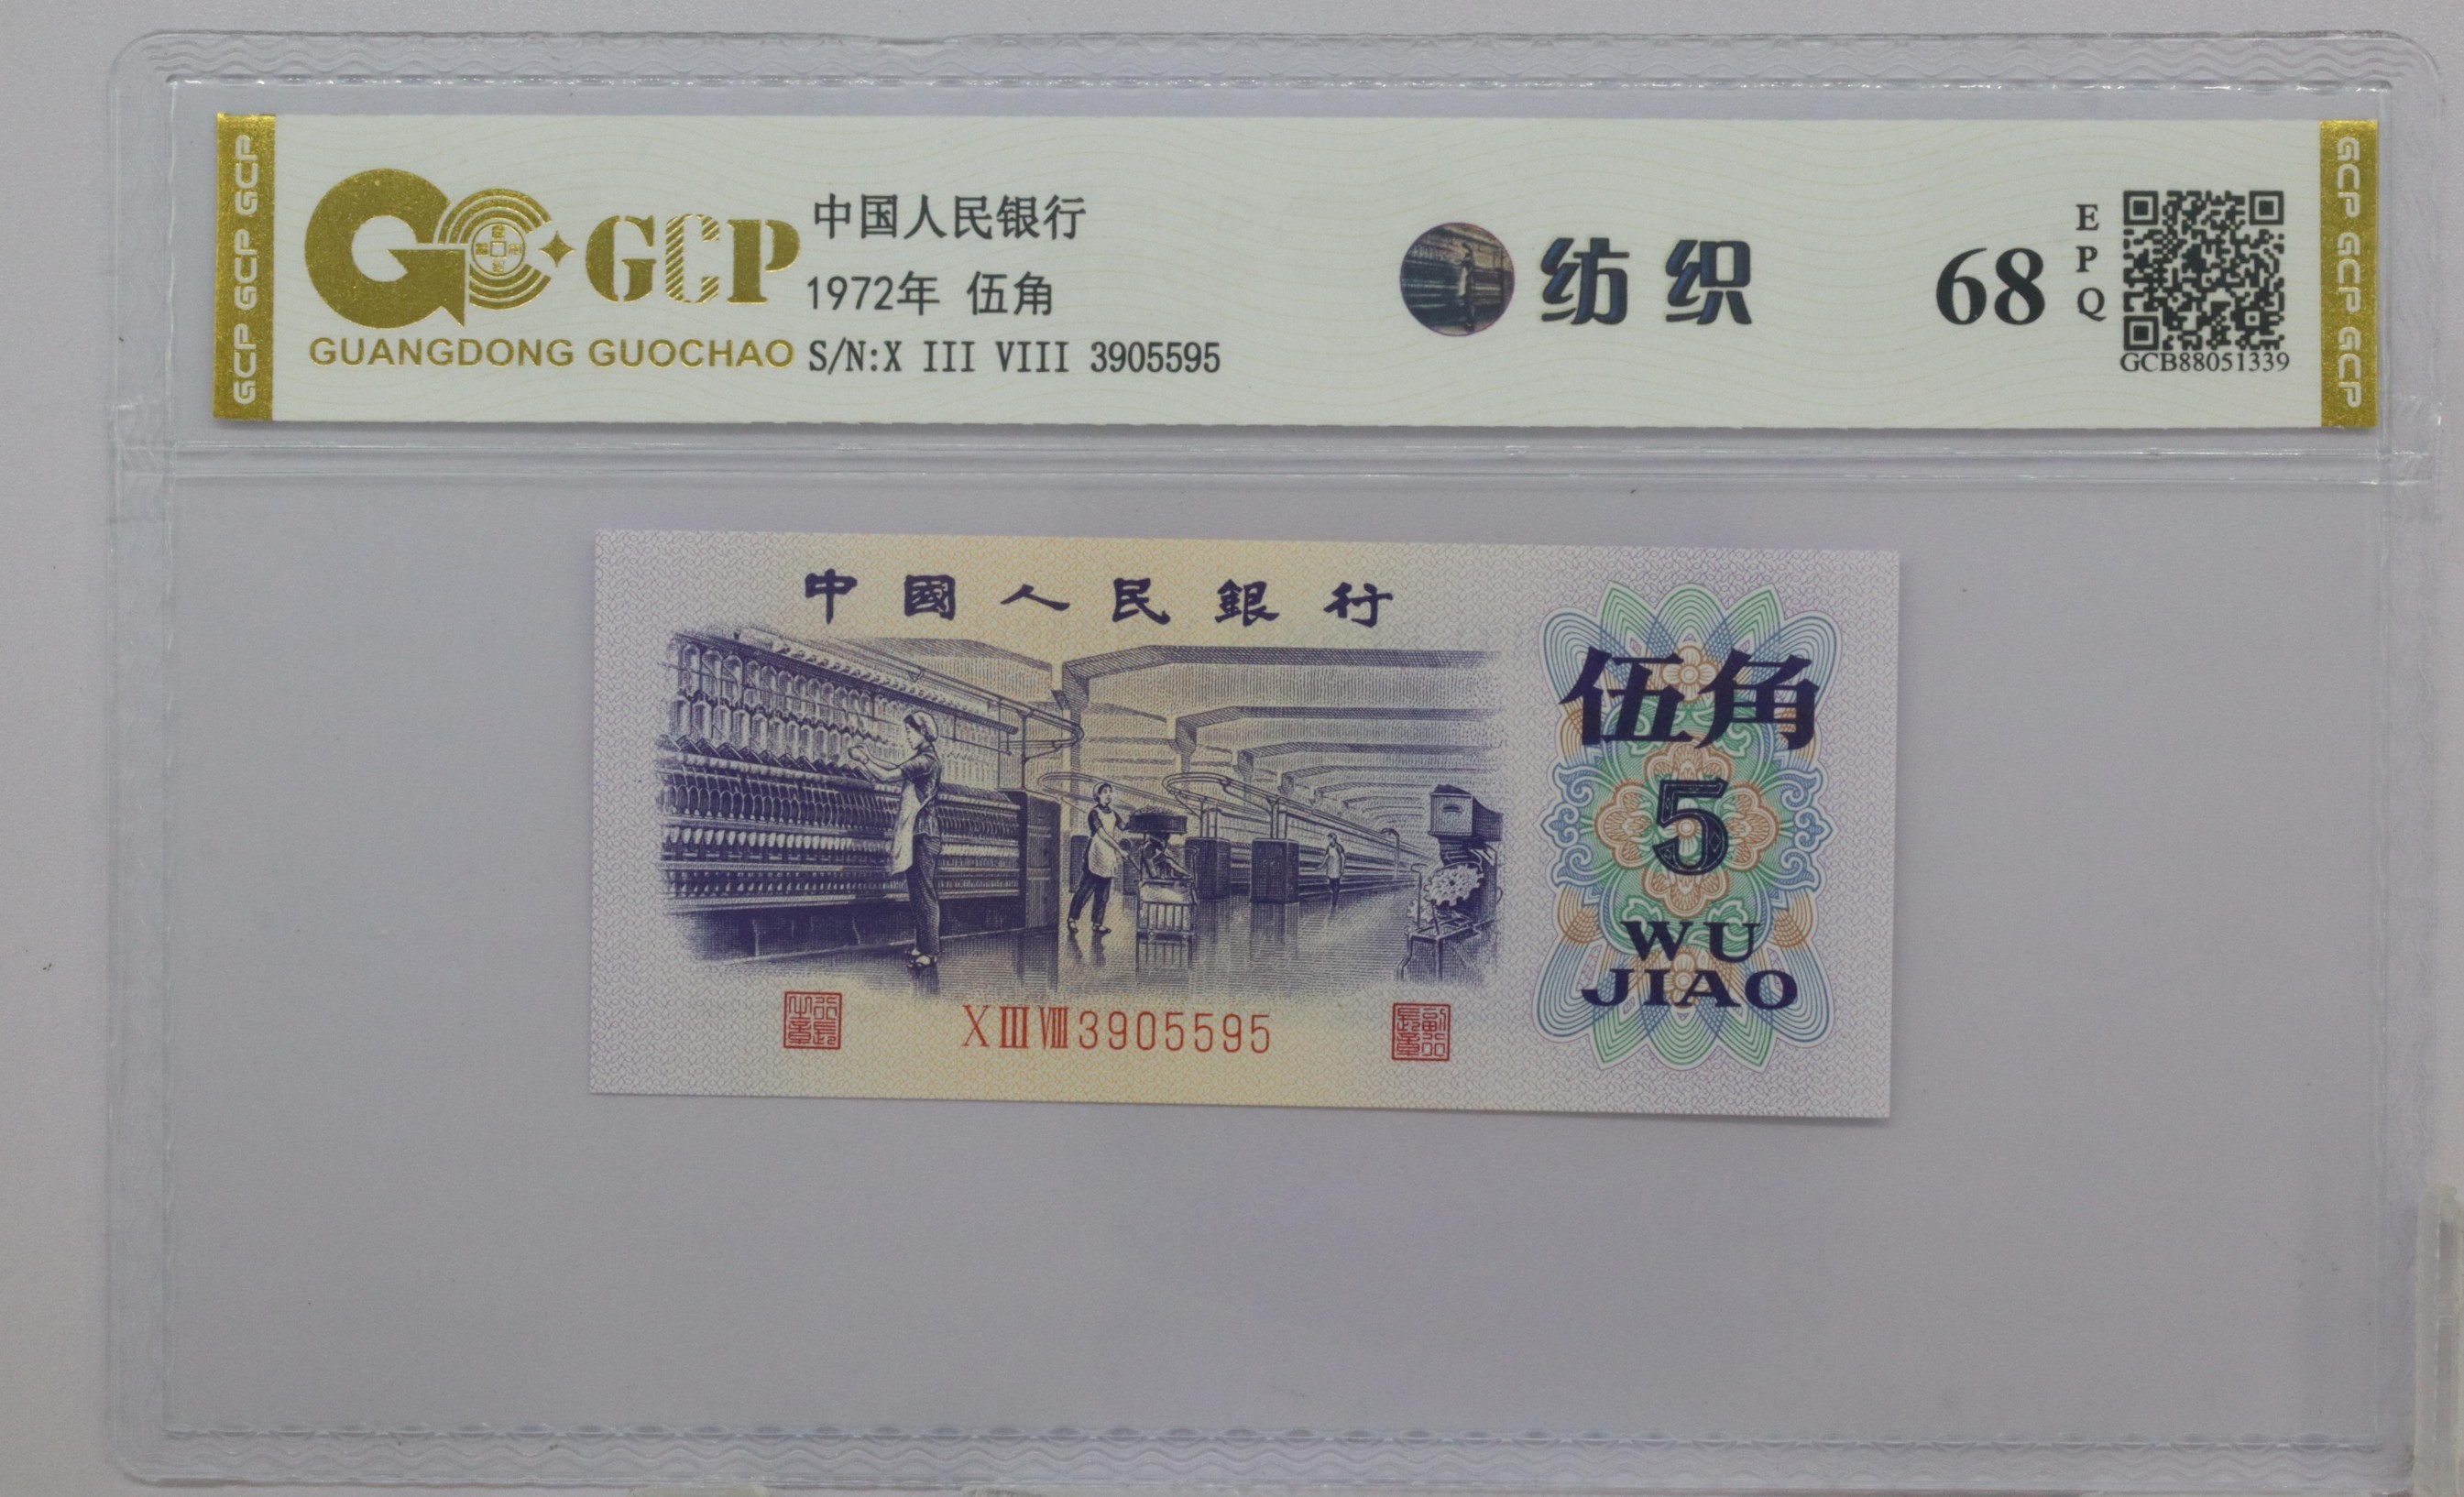 GCP GCP GCP
GCP
GUANGDONG GUOCHAO
中国人民银行
1972年 伍角
S/N:X III VIII 3905595
纺织
68
EPQ
GCB88051339
GCP GCP GCP
中國人民銀行
伍角
5
WU
JIAO
X III VIII 3905595